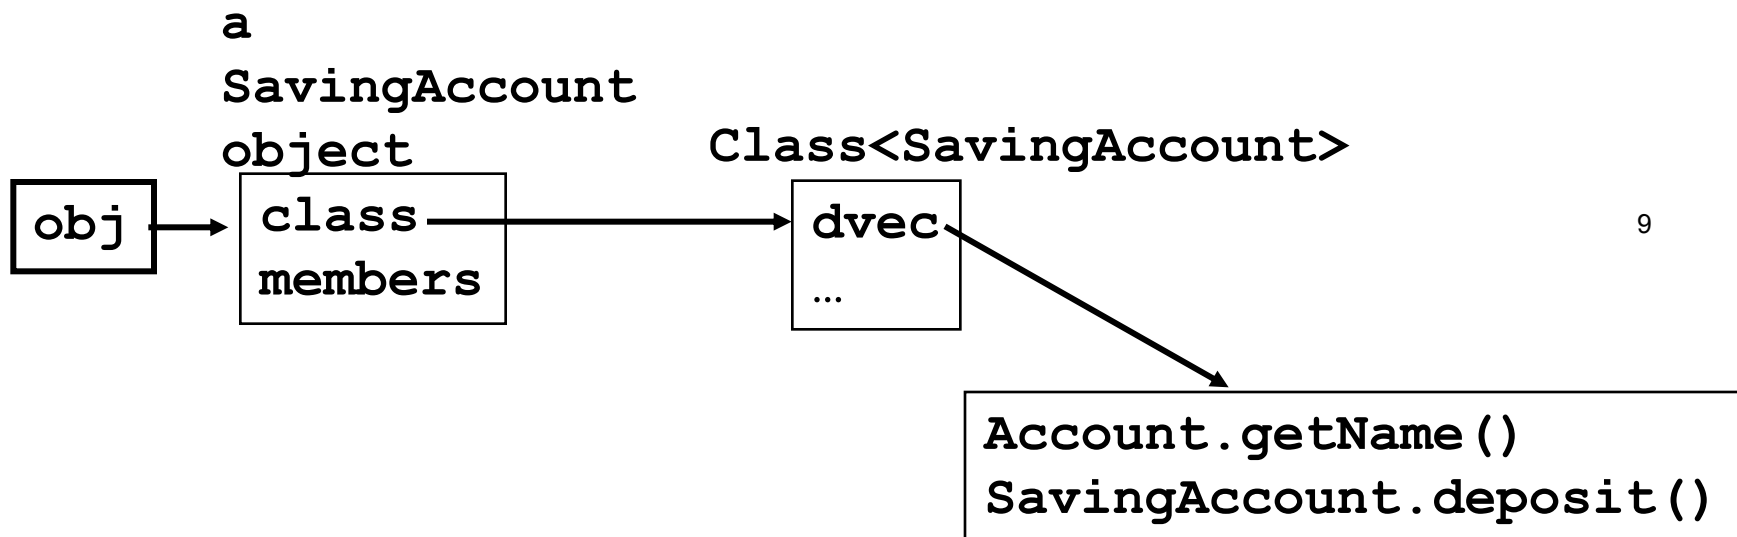 a
SavingAccount
object
Class<SavingAccount>
obj
class
members
dvec
…
9
Account.getName()
SavingAccount.deposit()